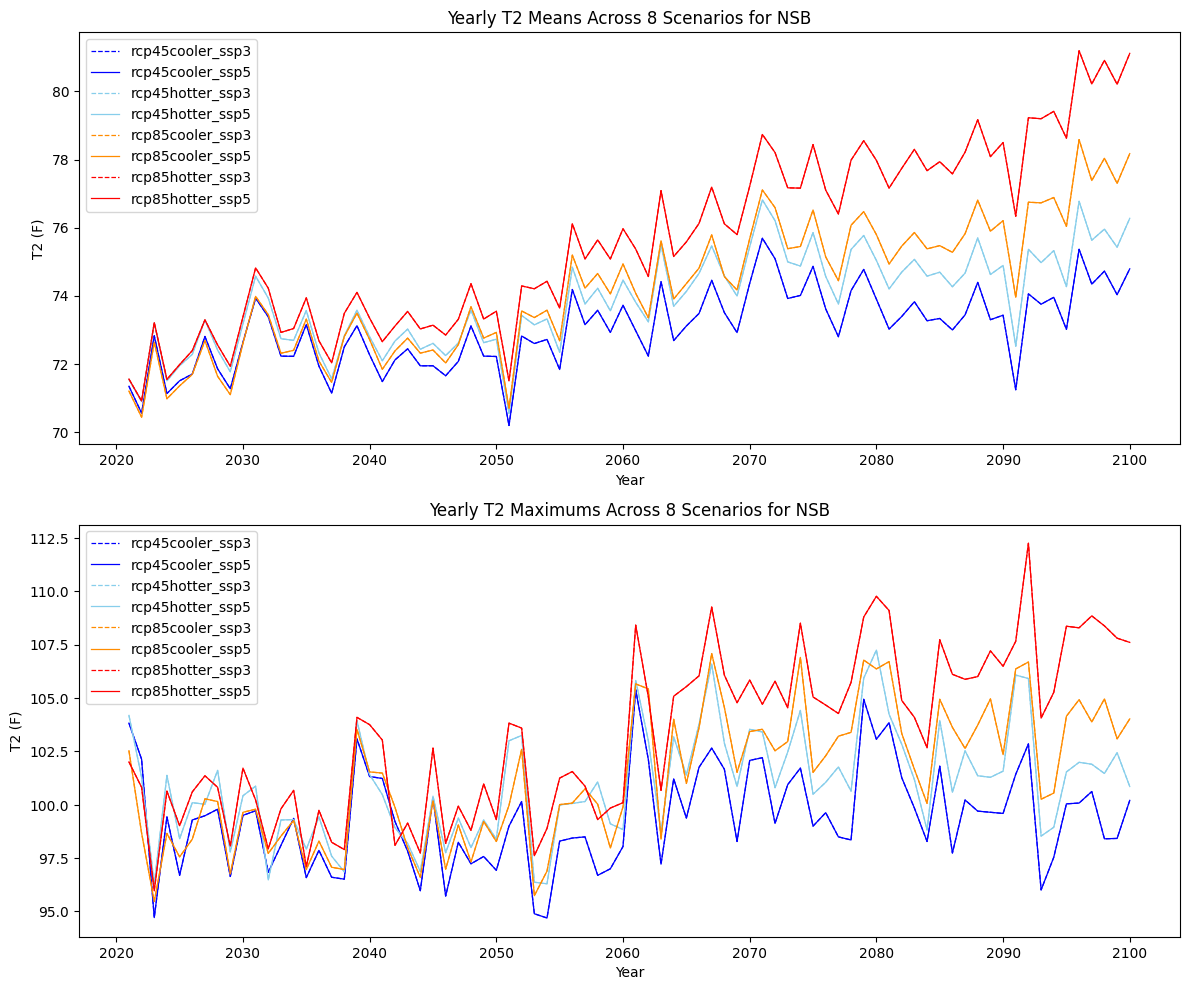 Yearly T2 Means Across 8 Scenarios for NSB
rcp45cooler_ssp3
rcp45cooler_ssp5
rcp45hotter_ssp3
rcp45hotter_ssp5
rcp85cooler_ssp3
rcp85cooler_ssp5
rcp85hotter_ssp3
rcp85hotter_ssp5
80
78
76
74
72
70
T2 (F)
2020 2030 2040 2050 2060 2070 2080 2090 2100
Year
Yearly T2 Maximums Across 8 Scenarios for NSB
rcp45cooler_ssp3
rcp45cooler_ssp5
rcp45hotter_ssp3
rcp45hotter_ssp5
rcp85cooler_ssp3
rcp85cooler_ssp5
rcp85hotter_ssp3
rcp85hotter_ssp5
112.5
110.0
107.5
105.0
102.5
100.0
97.5
95.0
T2 (F)
2020 2030 2040 2050 2060 2070 2080 2090 2100
Year